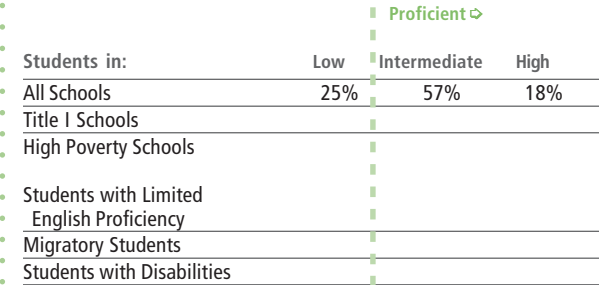 Proficient ➩
Students in: Low Intermediate High
All Schools 25% 57% 18%
Title I Schools
High Poverty Schools
Students with Limited
English Proficiency
Migratory Students
Students with Disabilities